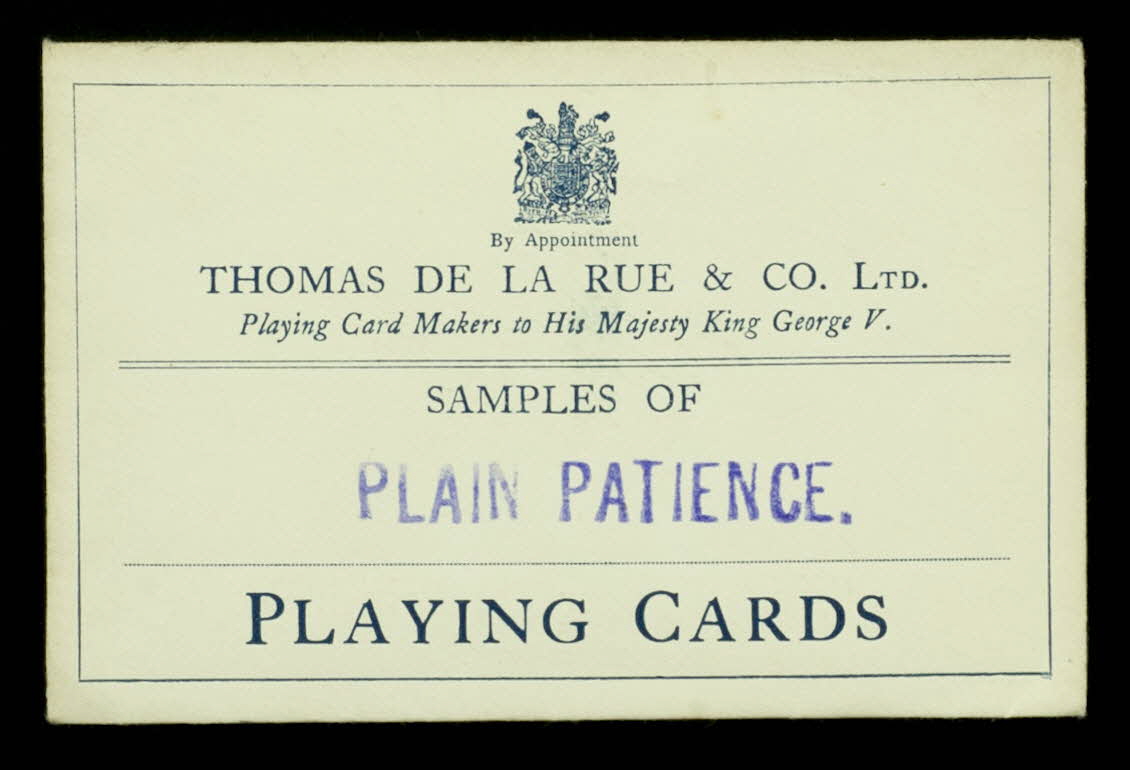 By Appointment
THOMAS DE LA RUE & CO. LTD.
Playing Card Makers to His Majesty King George V.
SAMPLES OF
PLAIN PATIENCE.
PLAYING CARDS